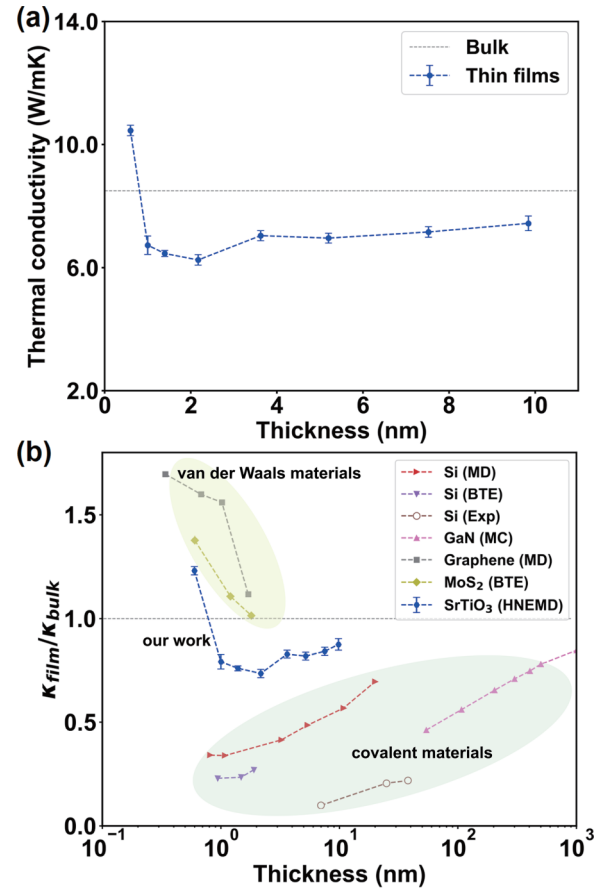 (a)
Thermal conductivity (W/mK)
14.0
10.0
6.0
2.0
Bulk
Thin films
0 2 4 6 8 10
Thickness (nm)
(b)
κfilm/κbulk
1.5
1.0
0.5
0.0
van der Waals materials
our work
covalent materials
Si (MD)
Si (BTE)
Si (Exp)
GaN (MC)
Graphene (MD)
MoS₂ (BTE)
SrTiO₃ (HNEMD)
10⁻¹ 10⁰ 10¹ 10² 10³
Thickness (nm)